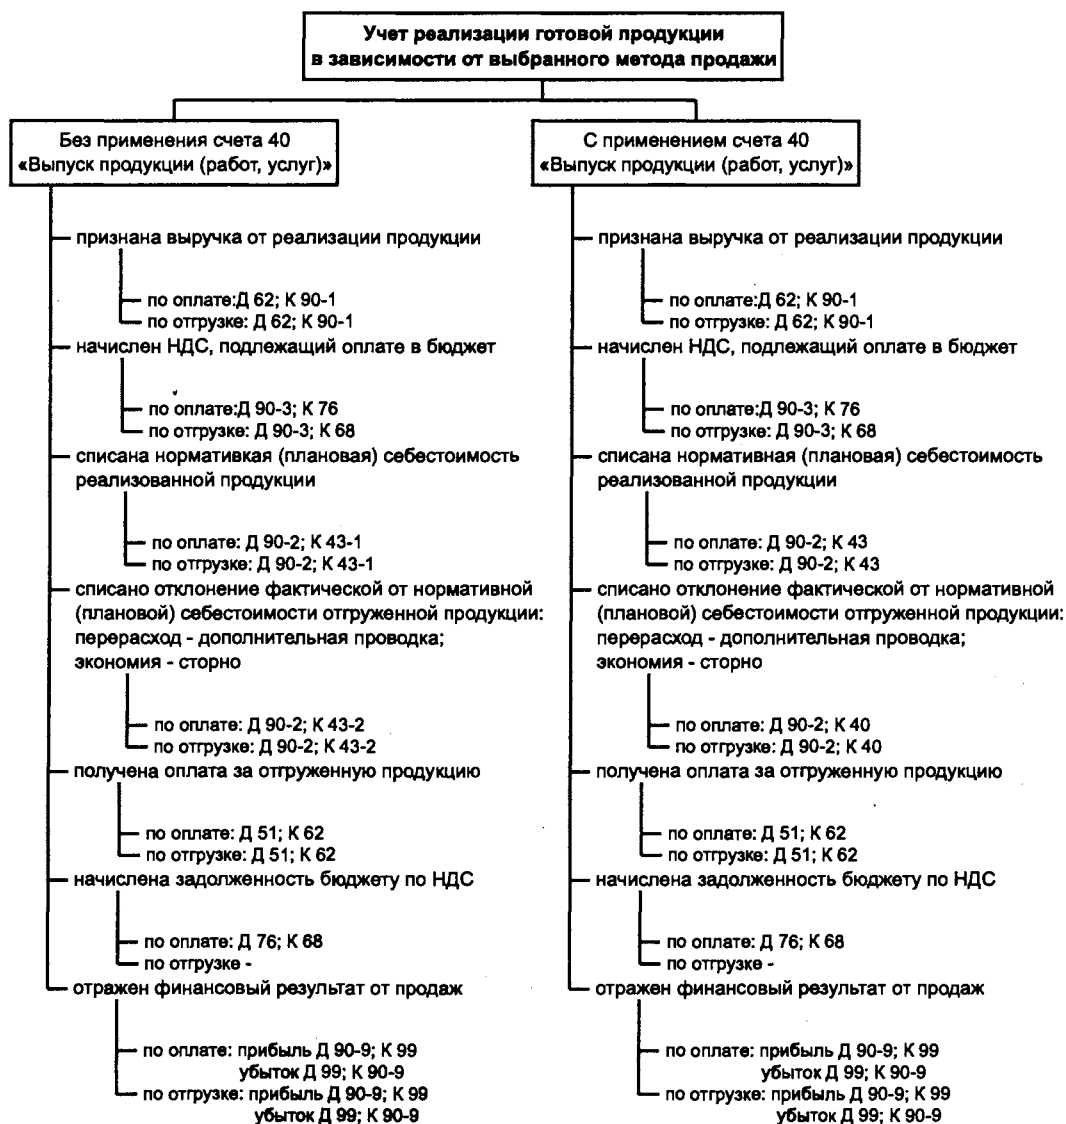 Учет реализации готовой продукции
в зависимости от выбранного метода продажи
Без применения счета 40
«Выпуск продукции (работ, услуг)»
признана выручка от реализации продукции
по оплате:Д 62; К 90-1
по отгрузке: Д 62; К 90-1
начислен НДС, подлежащий оплате в бюджет
по оплате:Д 90-3; К 76
по отгрузке: Д 90-3; К 68
списана нормативкая (плановая) себестоимость
реализованной продукции
по оплате: Д 90-2; К 43-1
по отгрузке: Д 90-2; К 43-1
списано отклонение фактической от нормативной
(плановой) себестоимости отгруженной продукции:
перерасход - дополнительная проводка;
экономия - сторно
по оплате: Д 90-2; К 43-2
по отгрузке: Д 90-2; К 43-2
получена оплата за отгруженную продукцию
по оплате: Д 51; К 62
по отгрузке: Д 51; К 62
начислена задолженность бюджету по НДС
по оплате: Д 76; К 68
по отгрузке -
отражен финансовый результат от продаж
по оплате: прибыль Д 90-9; К 99
убыток Д 99; К 90-9
по отгрузке: прибыль Д 90-9; К 99
убыток Д 99; К 90-9
С применением счета 40
«Выпуск продукции (работ, услуг)»
признана выручка от реализации продукции
по оплате:Д 62; К 90-1
по отгрузке: Д 62; К 90-1
начислен НДС, подлежащий оплате в бюджет
по оплате:Д 90-3; К 76
по отгрузке: Д 90-3; К 68
списана нормативная (плановая) себестоимость
реализованной продукции
по оплате: Д 90-2; К 43
по отгрузке: Д 90-2; К 43
списано отклонение фактической от нормативной
(плановой) себестоимости отгруженной продукции:
перерасход - дополнительная проводка;
экономия - сторно
по оплате: Д 90-2; К 40
по отгрузке: Д 90-2; К 40
получена оплата за отгруженную продукцию
по оплате: Д 51; К 62
по отгрузке: Д 51; К 62
начислена задолженность бюджету по НДС
по оплате: Д 76; К 68
по отгрузке -
отражен финансовый результат от продаж
по оплате: прибыль Д 90-9; К 99
убыток Д 99; К 90-9
по отгрузке: прибыль Д 90-9; К 99
убыток Д 99; К 90-9